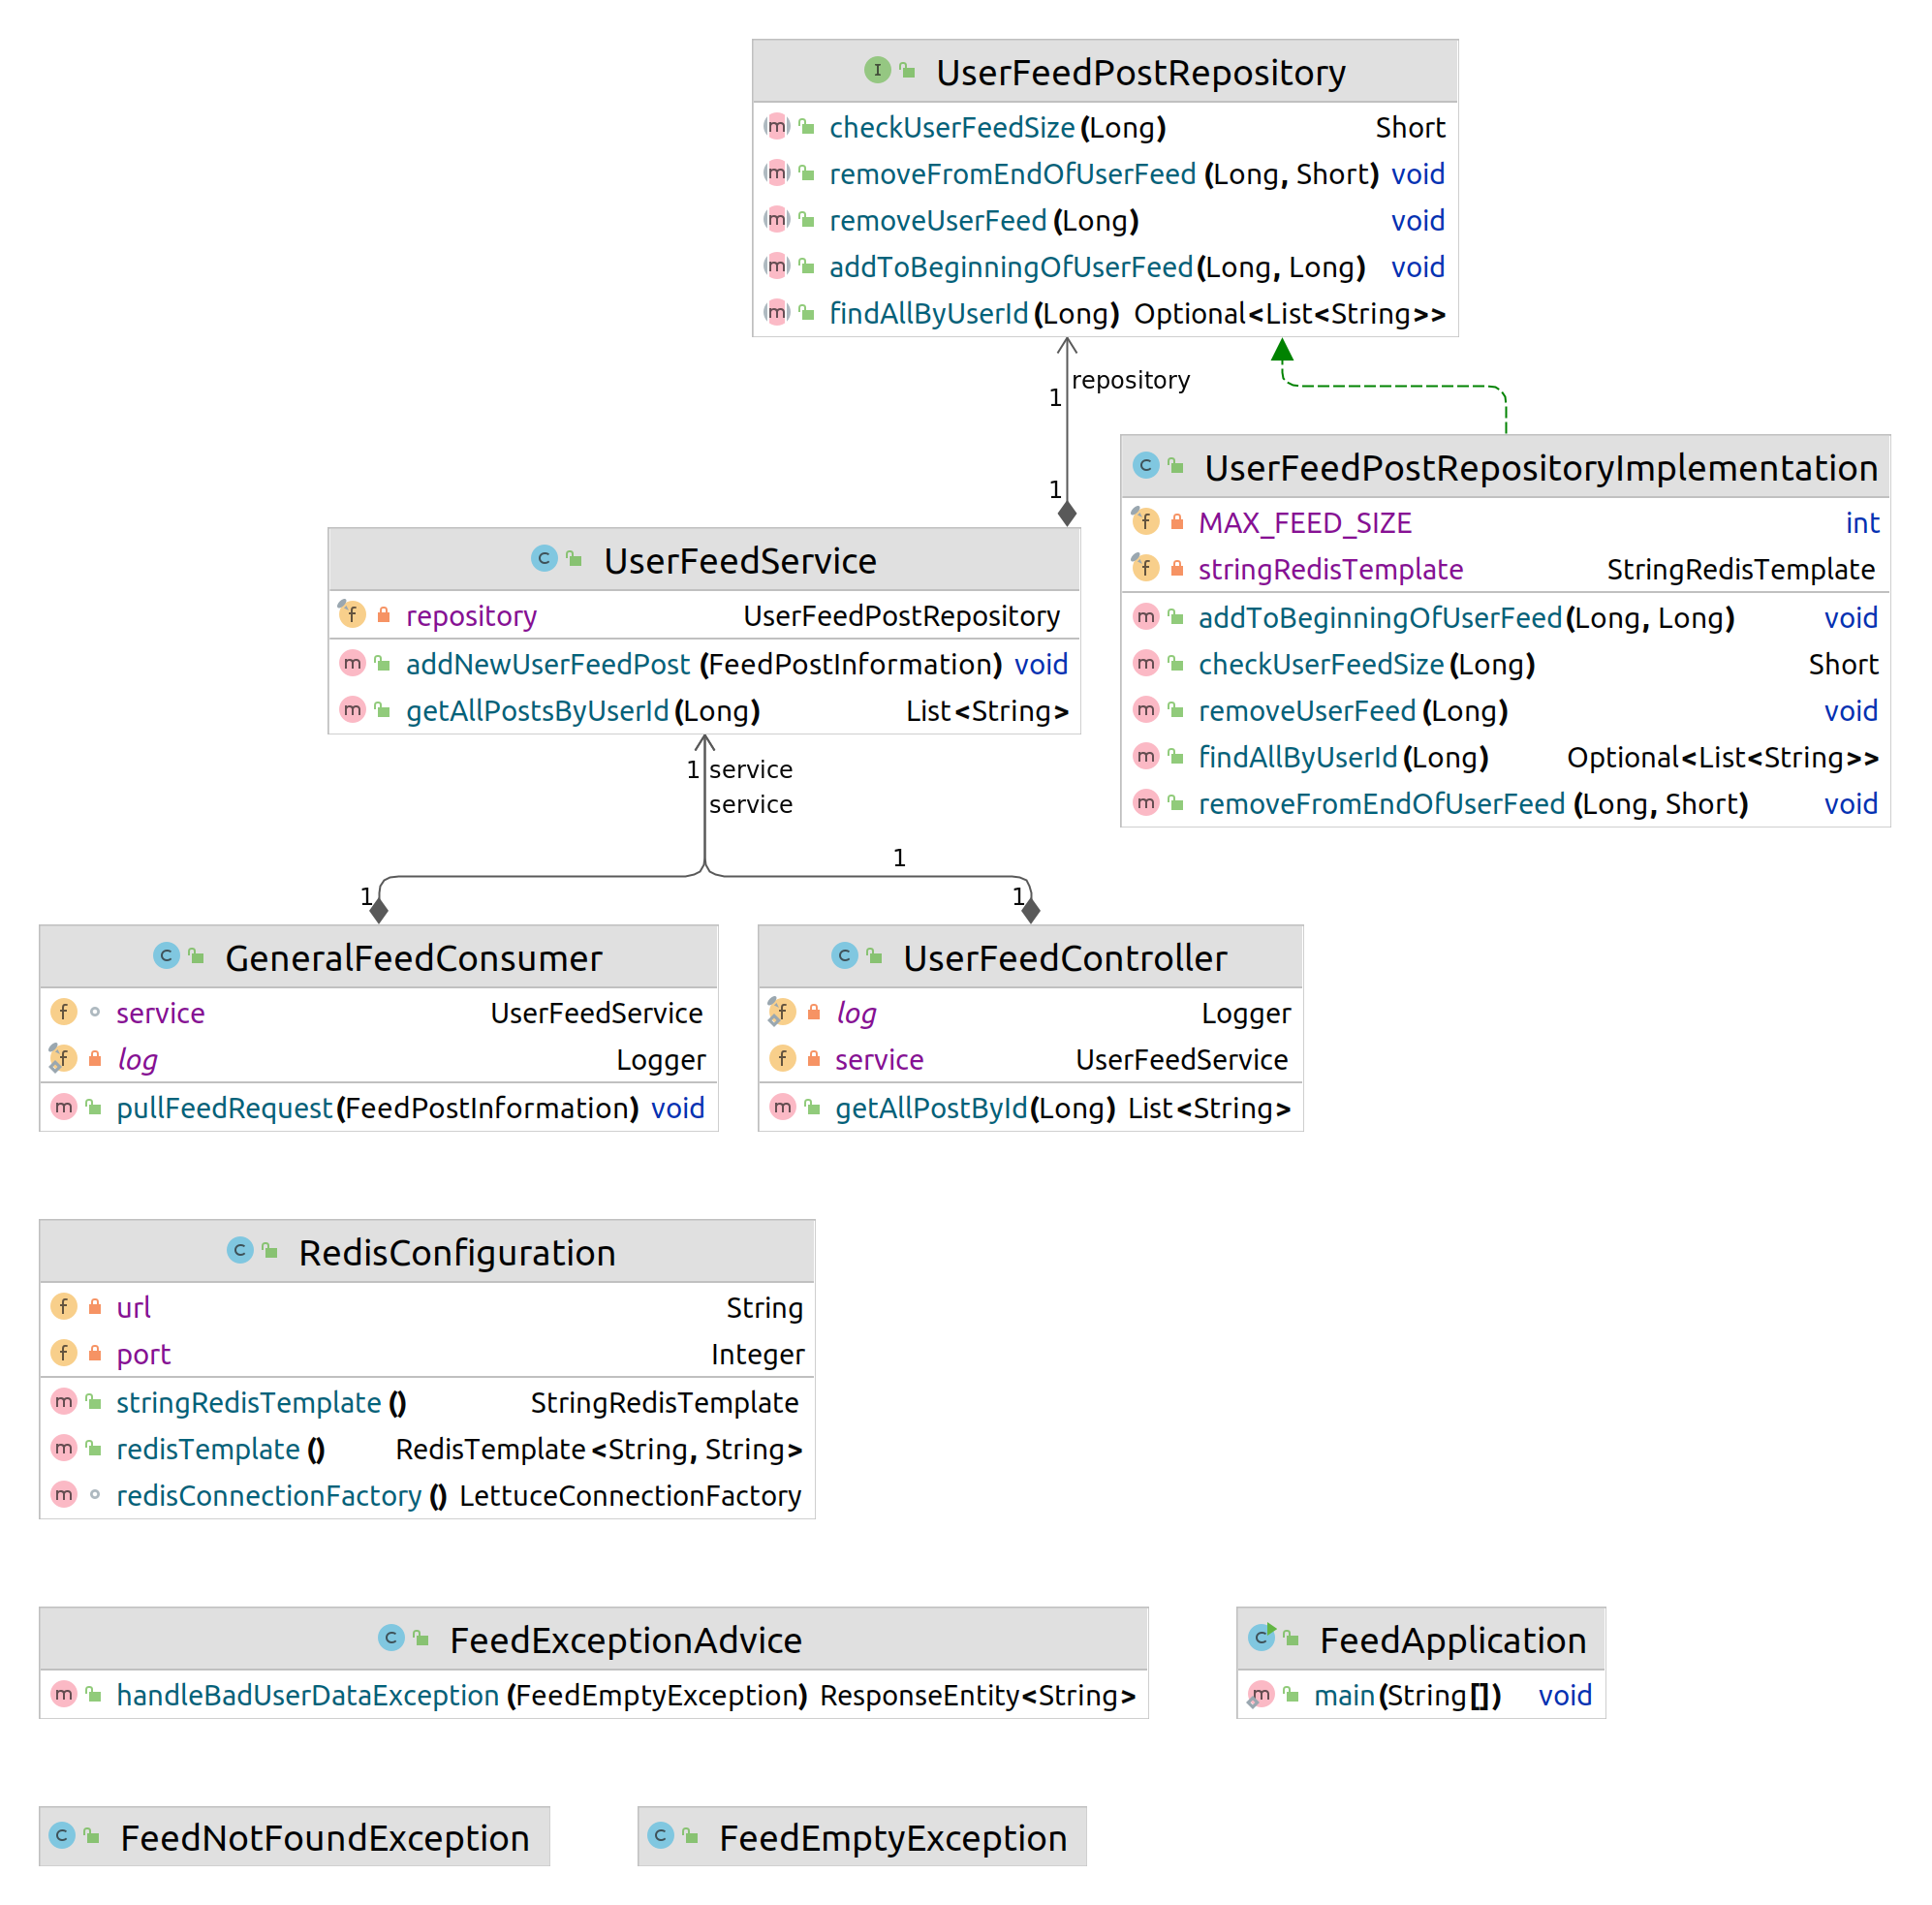 UserFeedPostRepository
checkUserFeedSize(Long) Short
removeFromEndOfUserFeed(Long, Short) void
removeUserFeed(Long) void
addToBeginningOfUserFeed(Long, Long) void
findAllByUserId(Long) Optional<List<String>>
repository
1
1
UserFeedPostRepositoryImplementation
MAX_FEED_SIZE int
stringRedisTemplate StringRedisTemplate
addToBeginningOfUserFeed(Long, Long) void
checkUserFeedSize(Long) Short
removeUserFeed(Long) void
findAllByUserId(Long) Optional<List<String>>
removeFromEndOfUserFeed(Long, Short) void
UserFeedService
repository UserFeedPostRepository
addNewUserFeedPost(FeedPostInformation) void
getAllPostsByUserId(Long) List<String>
1 service
service
1
1
1
GeneralFeedConsumer
service UserFeedService
log Logger
pullFeedRequest(FeedPostInformation) void
UserFeedController
log Logger
service UserFeedService
getAllPostById(Long) List<String>
RedisConfiguration
url String
port Integer
stringRedisTemplate() StringRedisTemplate
redisTemplate() RedisTemplate<String, String>
redisConnectionFactory() LettuceConnectionFactory
FeedExceptionAdvice
handleBadUserDataException(FeedEmptyException) ResponseEntity<String>
FeedApplication
main(String[]) void
FeedNotFoundException
FeedEmptyException